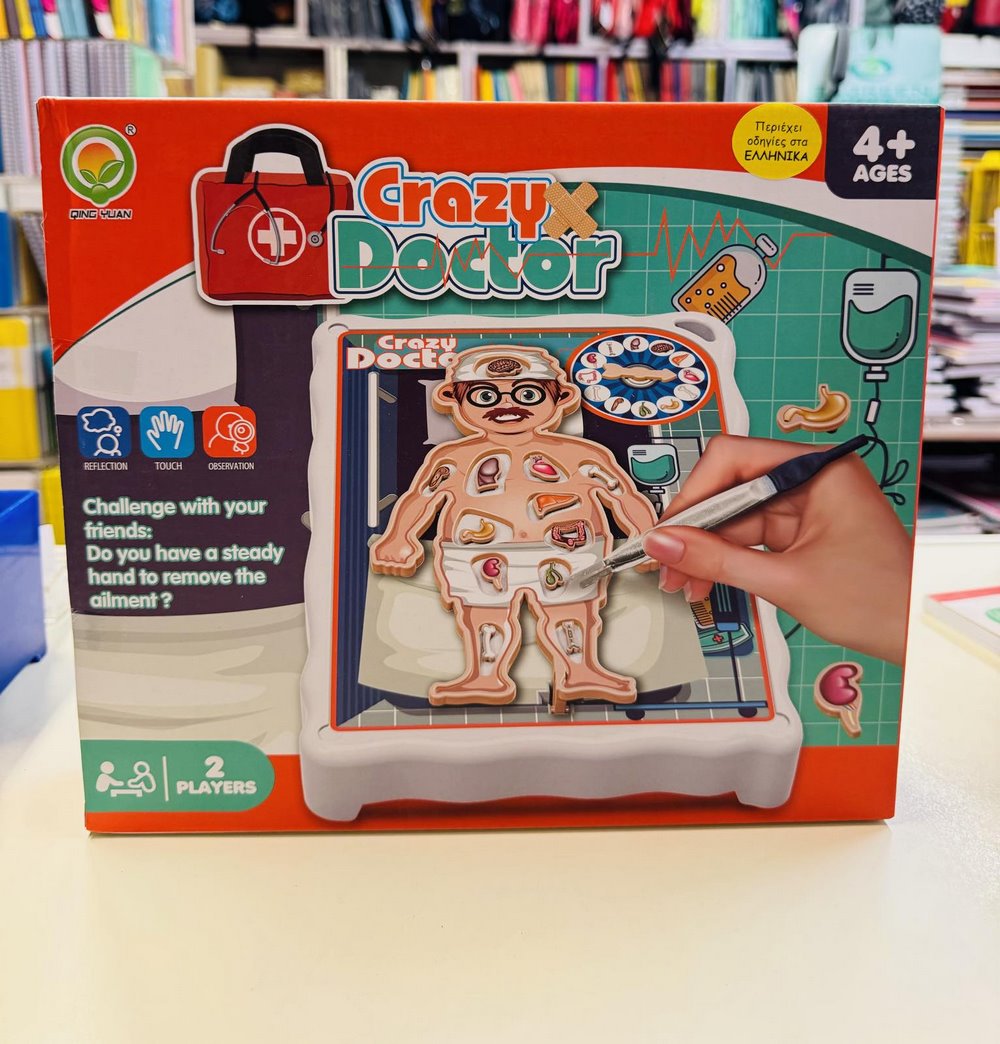 ®
QING YUAN
Crazy
Doctor
Περιέχει
οδηγίες στα
ΕΛΛΗΝΙΚΑ
4+
AGES
Crazy
Docto
REFLECTION
TOUCH
OBSERVATION
Challenge with your
friends:
Do you have a steady
hand to remove the
ailment ?
2
PLAYERS